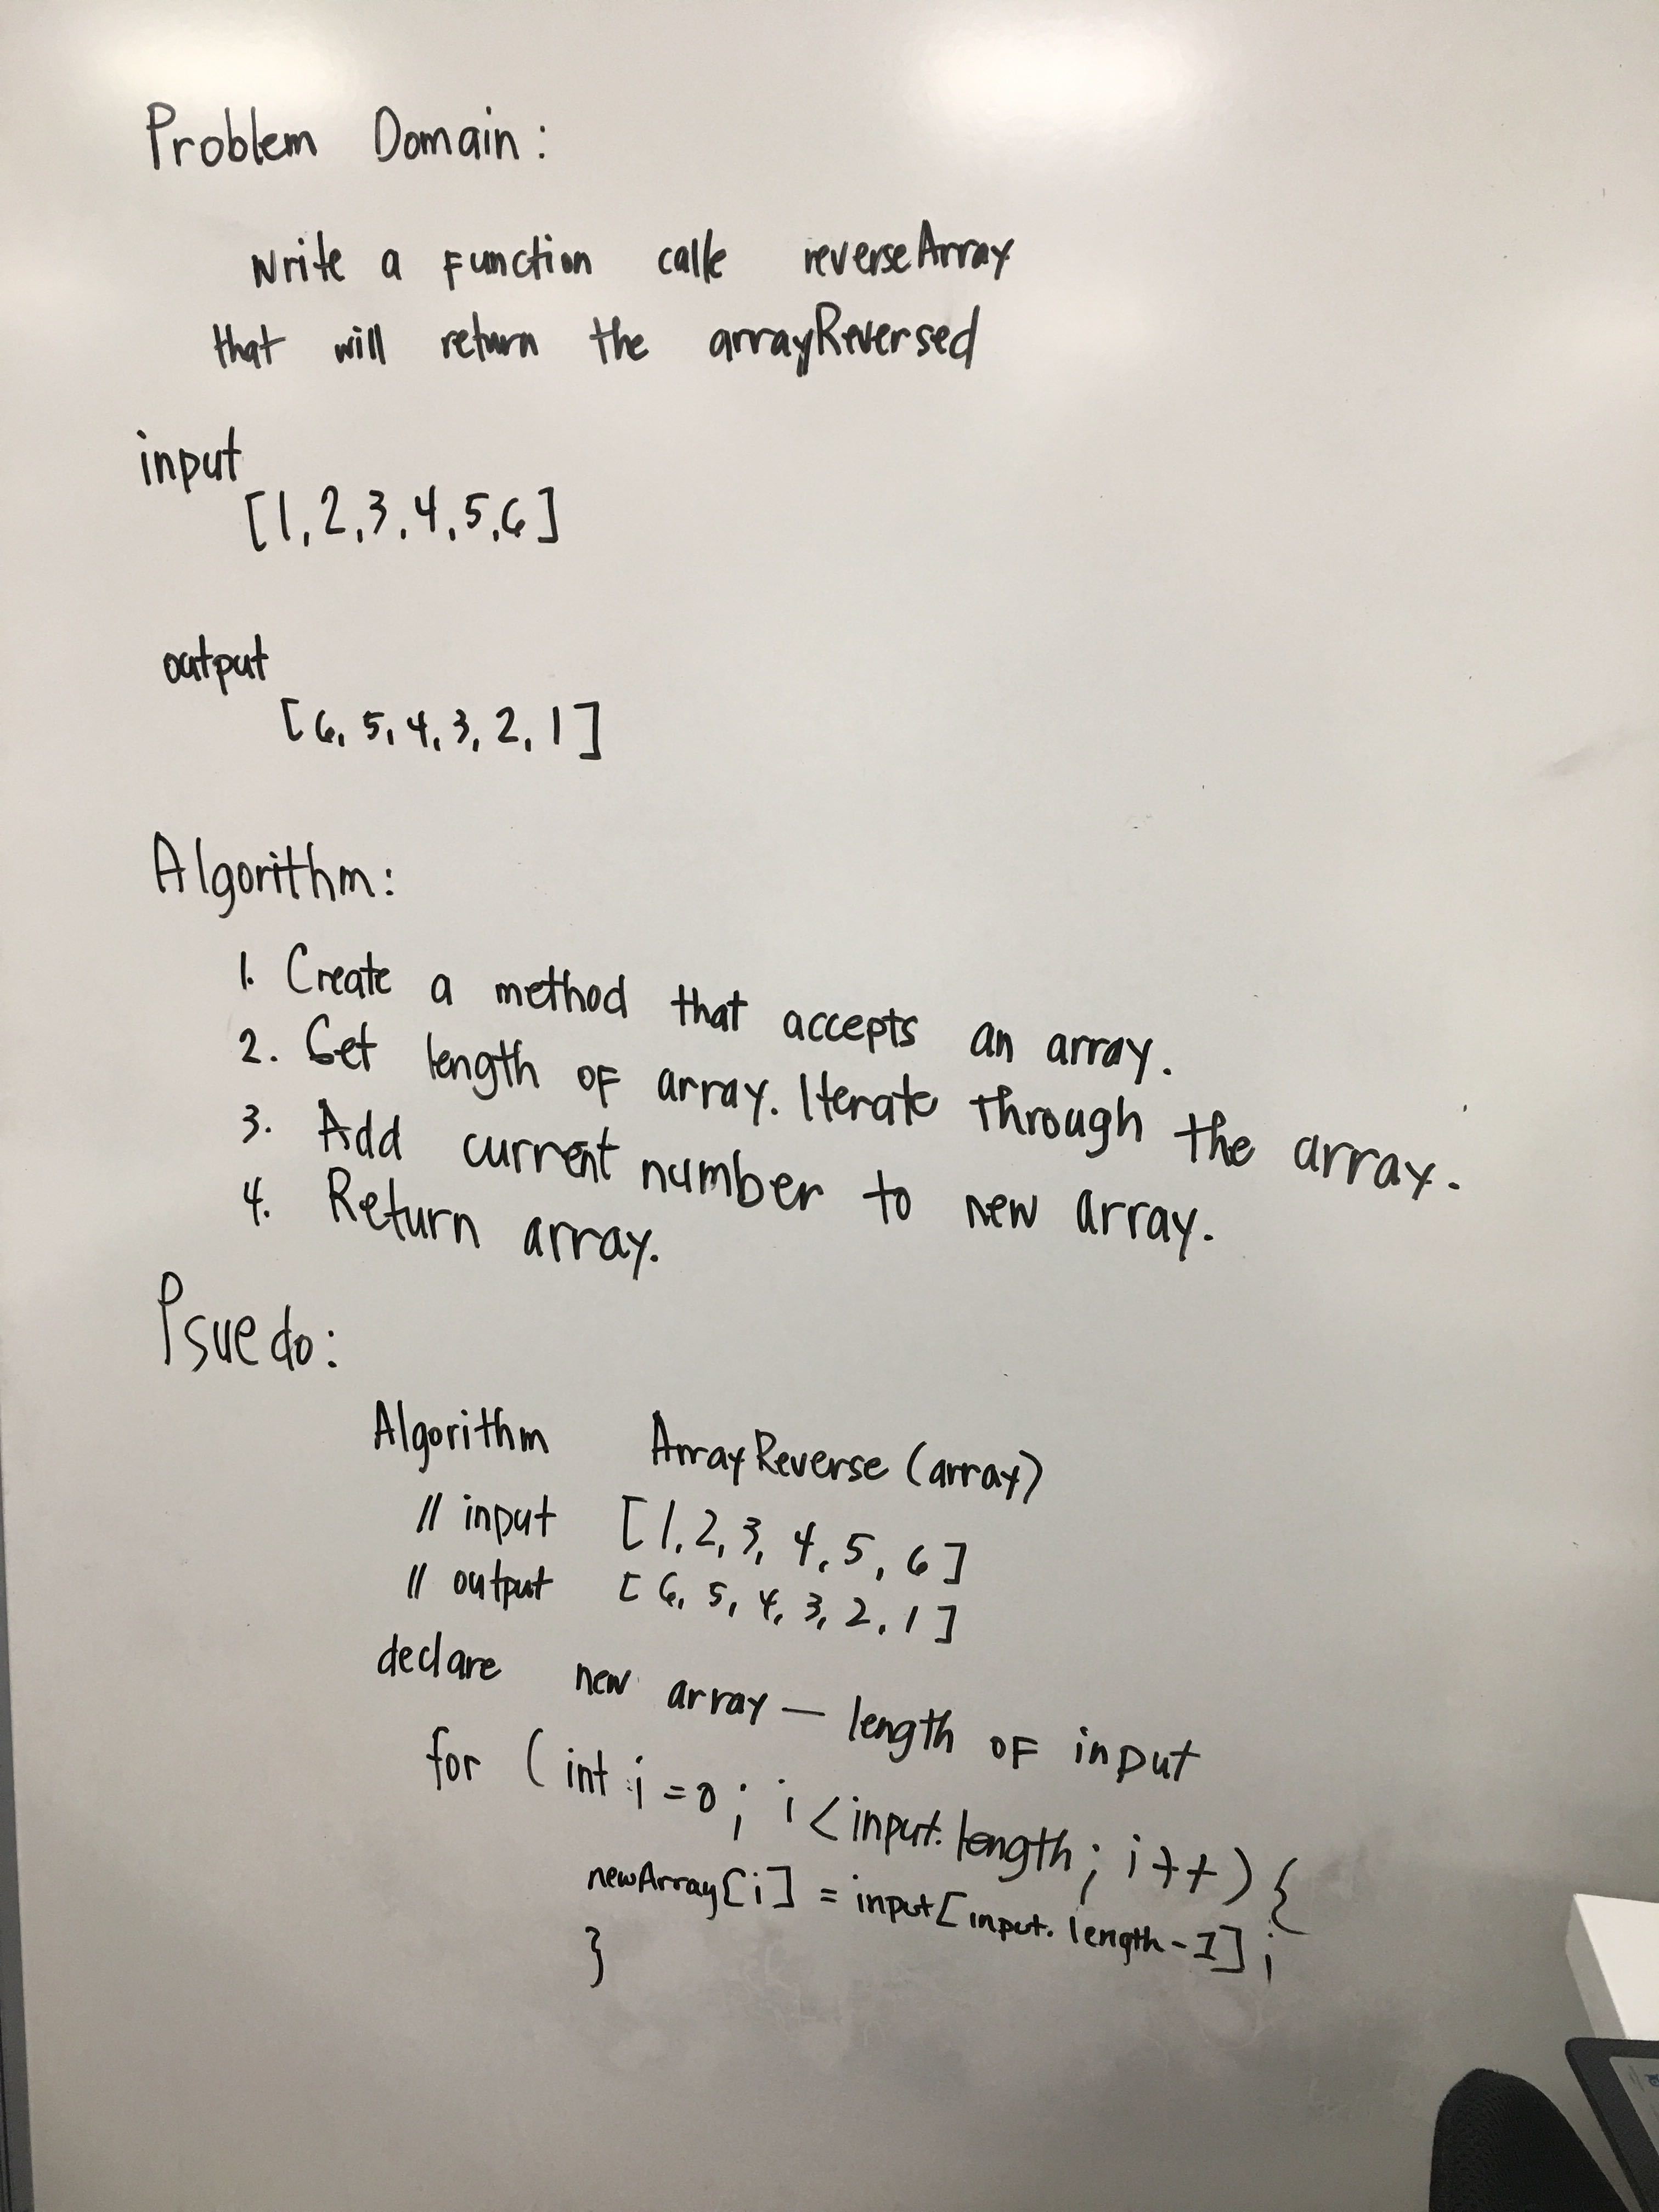 Problem Domain:
write a function calle reverseArray
that will return the arrayReversed
input
[1, 2, 3, 4, 5, 6]
output
[6, 5, 4, 3, 2, 1]
Algorithm:
1. Create a method that accepts an array.
2. Get length of array. Iterate through the array.
3. Add current number to new array.
4. Return array.
Psuedo:
Algorithm ArrayReverse (array)
// input [1, 2, 3, 4, 5, 6]
// output [6, 5, 4, 3, 2, 1]
declare new array — length of input
for (int i = 0; i < input.length; i++) {
newArray[i] = input[input.length-1];
}